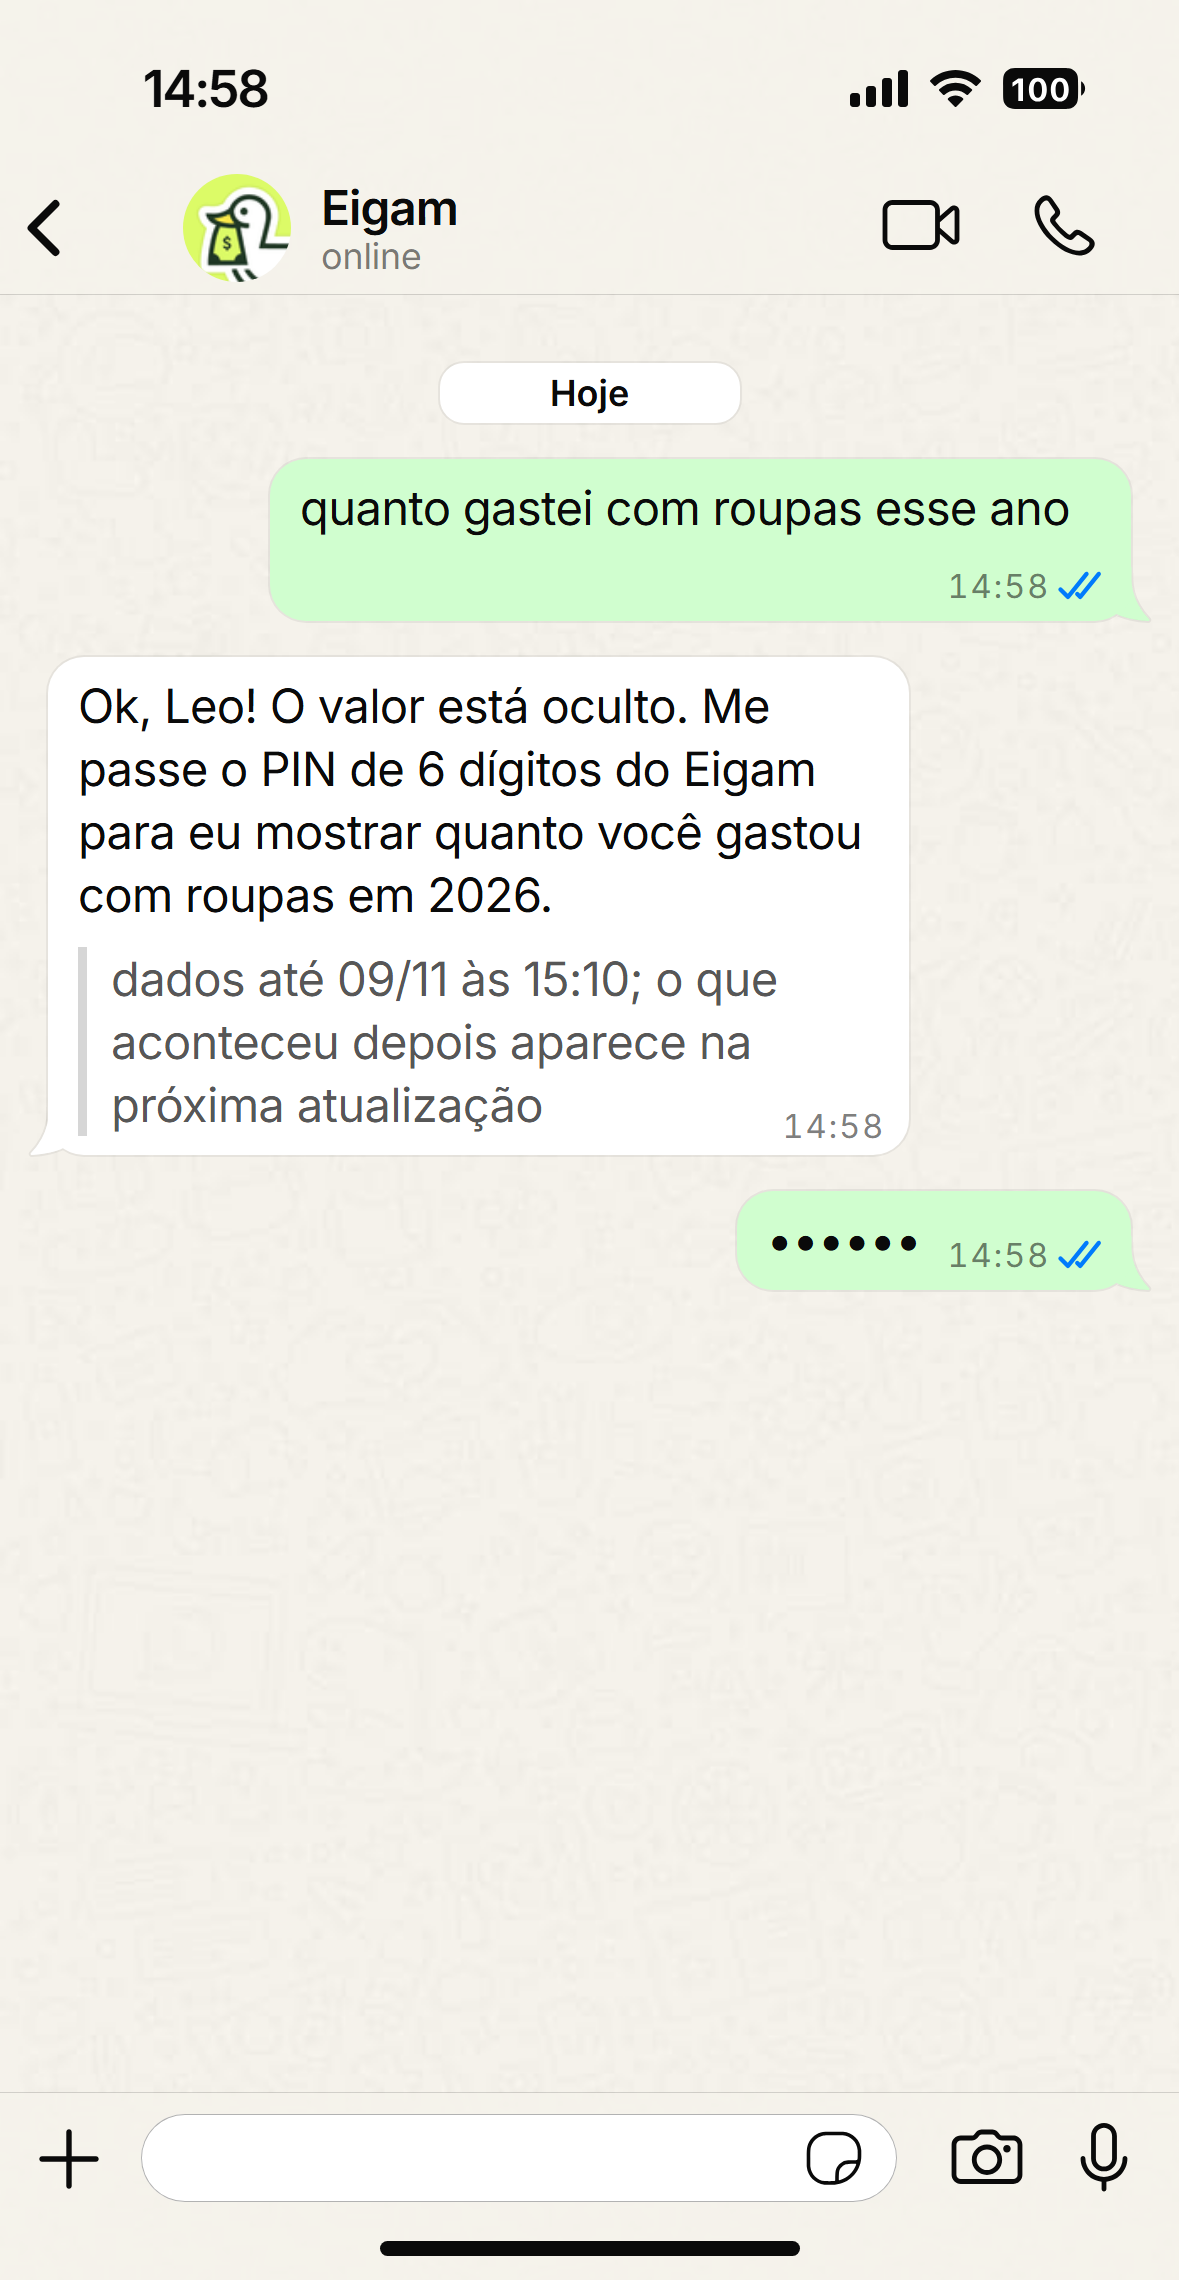 14:58
100
Eigam
online
$
Hoje
quanto gastei com roupas esse ano
14:58
Ok, Leo! O valor está oculto. Me
passe o PIN de 6 dígitos do Eigam
para eu mostrar quanto você gastou
com roupas em 2026.
dados até 09/11 às 15:10; o que
aconteceu depois aparece na
próxima atualização
14:58
••••••
14:58